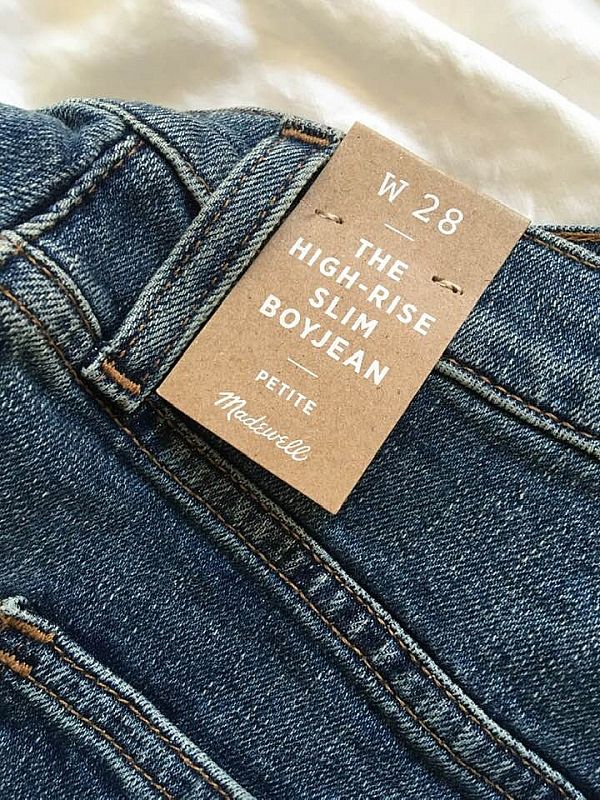 W 28
THE
HIGH-RISE
SLIM
BOYJEAN
PETITE
Madewell